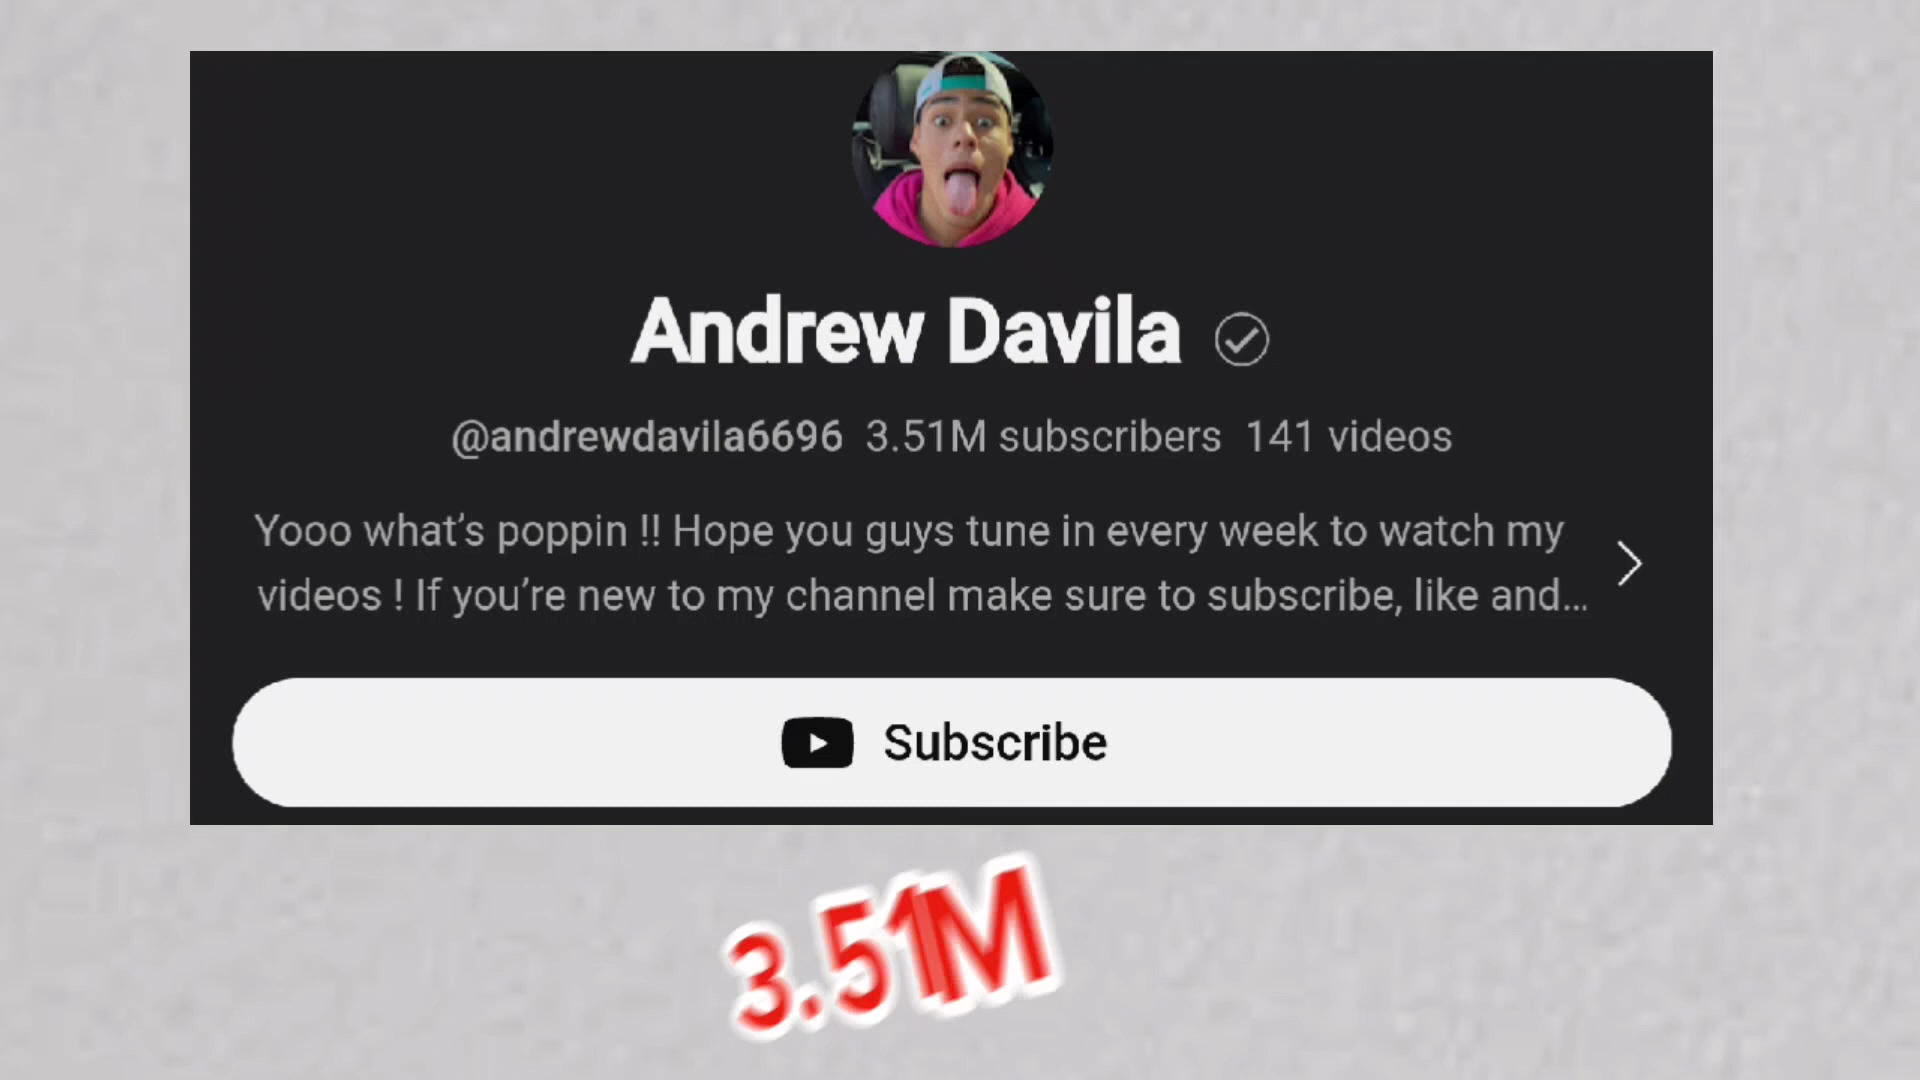 Andrew Davila
@andrewdavila6696 3.51M subscribers 141 videos
Yooo what’s poppin !! Hope you guys tune in every week to watch my
videos ! If you’re new to my channel make sure to subscribe, like and...
Subscribe
3.51M